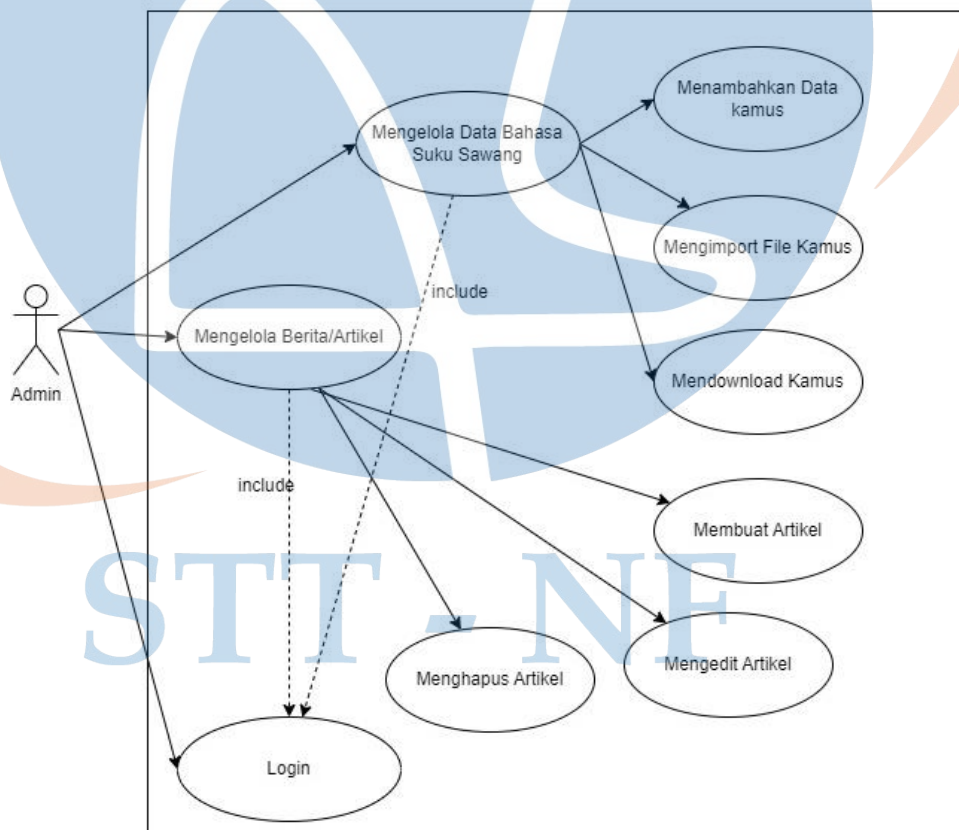 Menambahkan Data
kamus
Mengelola Data Bahasa
Suku Sawang
Mengimport File Kamus
include
Mengelola Berita/Artikel
Admin
Mendownload Kamus
include
Membuat Artikel
STT - NF
Menghapus Artikel
Mengedit Artikel
Login